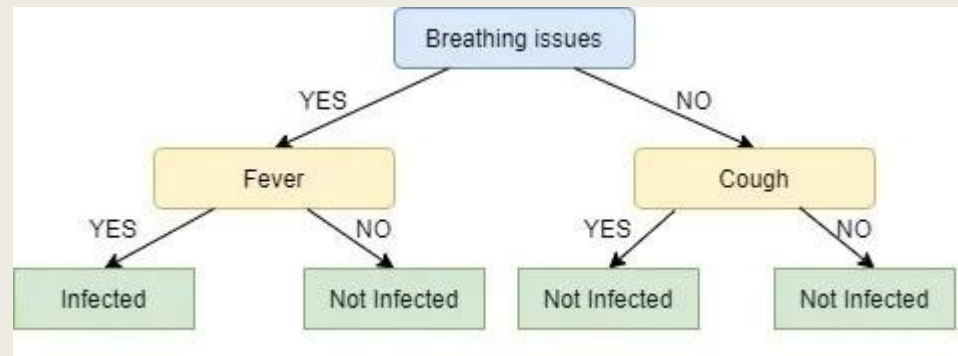 Breathing issues
YES
NO
Fever
Cough
YES
NO
YES
NO
Infected
Not Infected
Not Infected
Not Infected